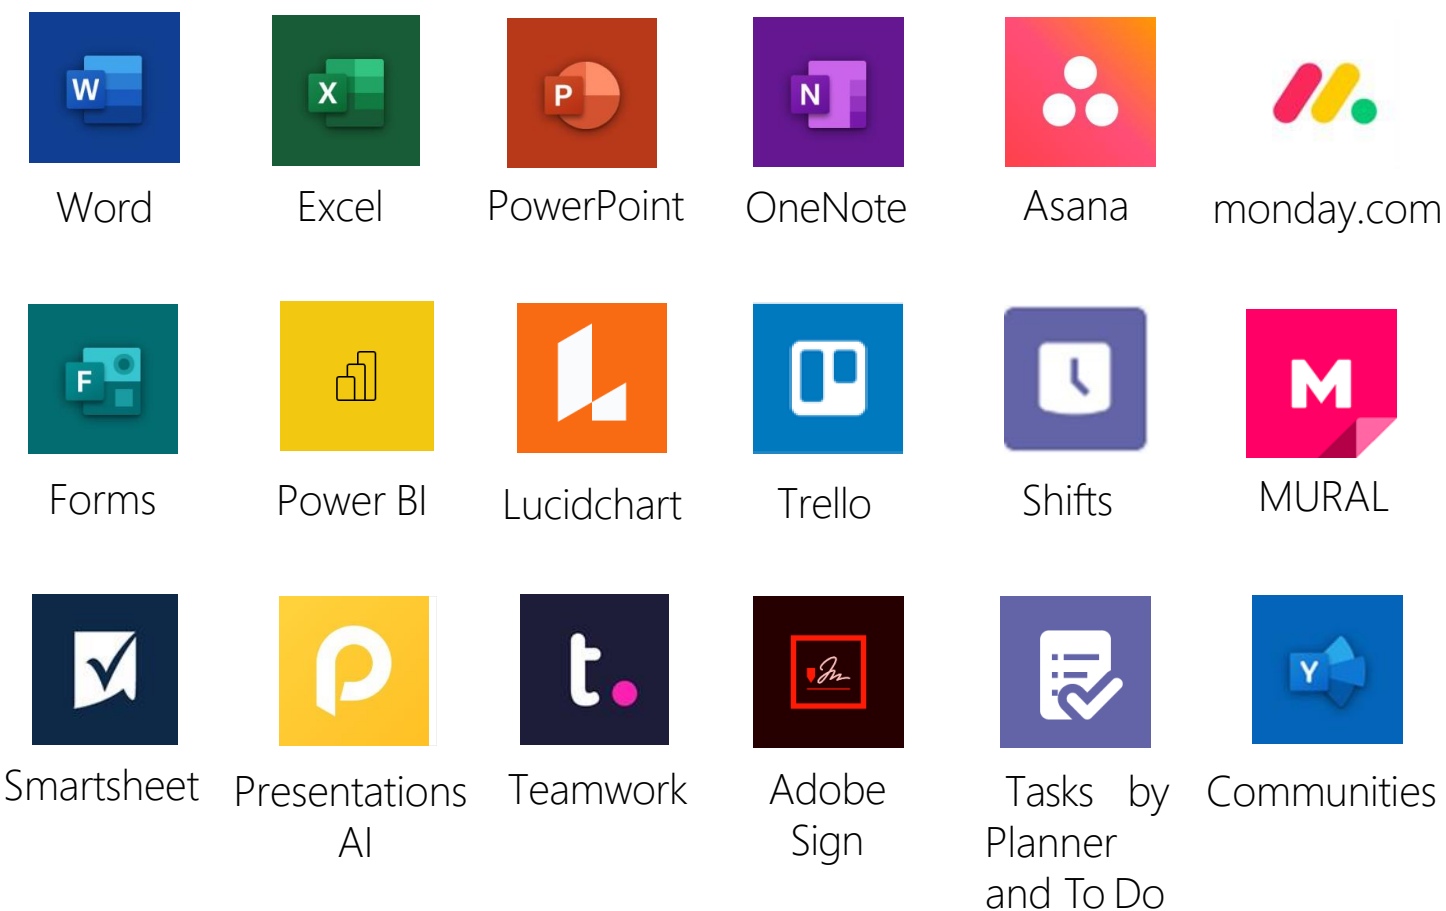 W X P N
Word Excel PowerPoint OneNote Asana monday.com
F M
Forms Power BI Lucidchart Trello Shifts MURAL
P t. Y
Smartsheet Presentations AI Teamwork Adobe Sign Tasks by Planner and To Do Communities